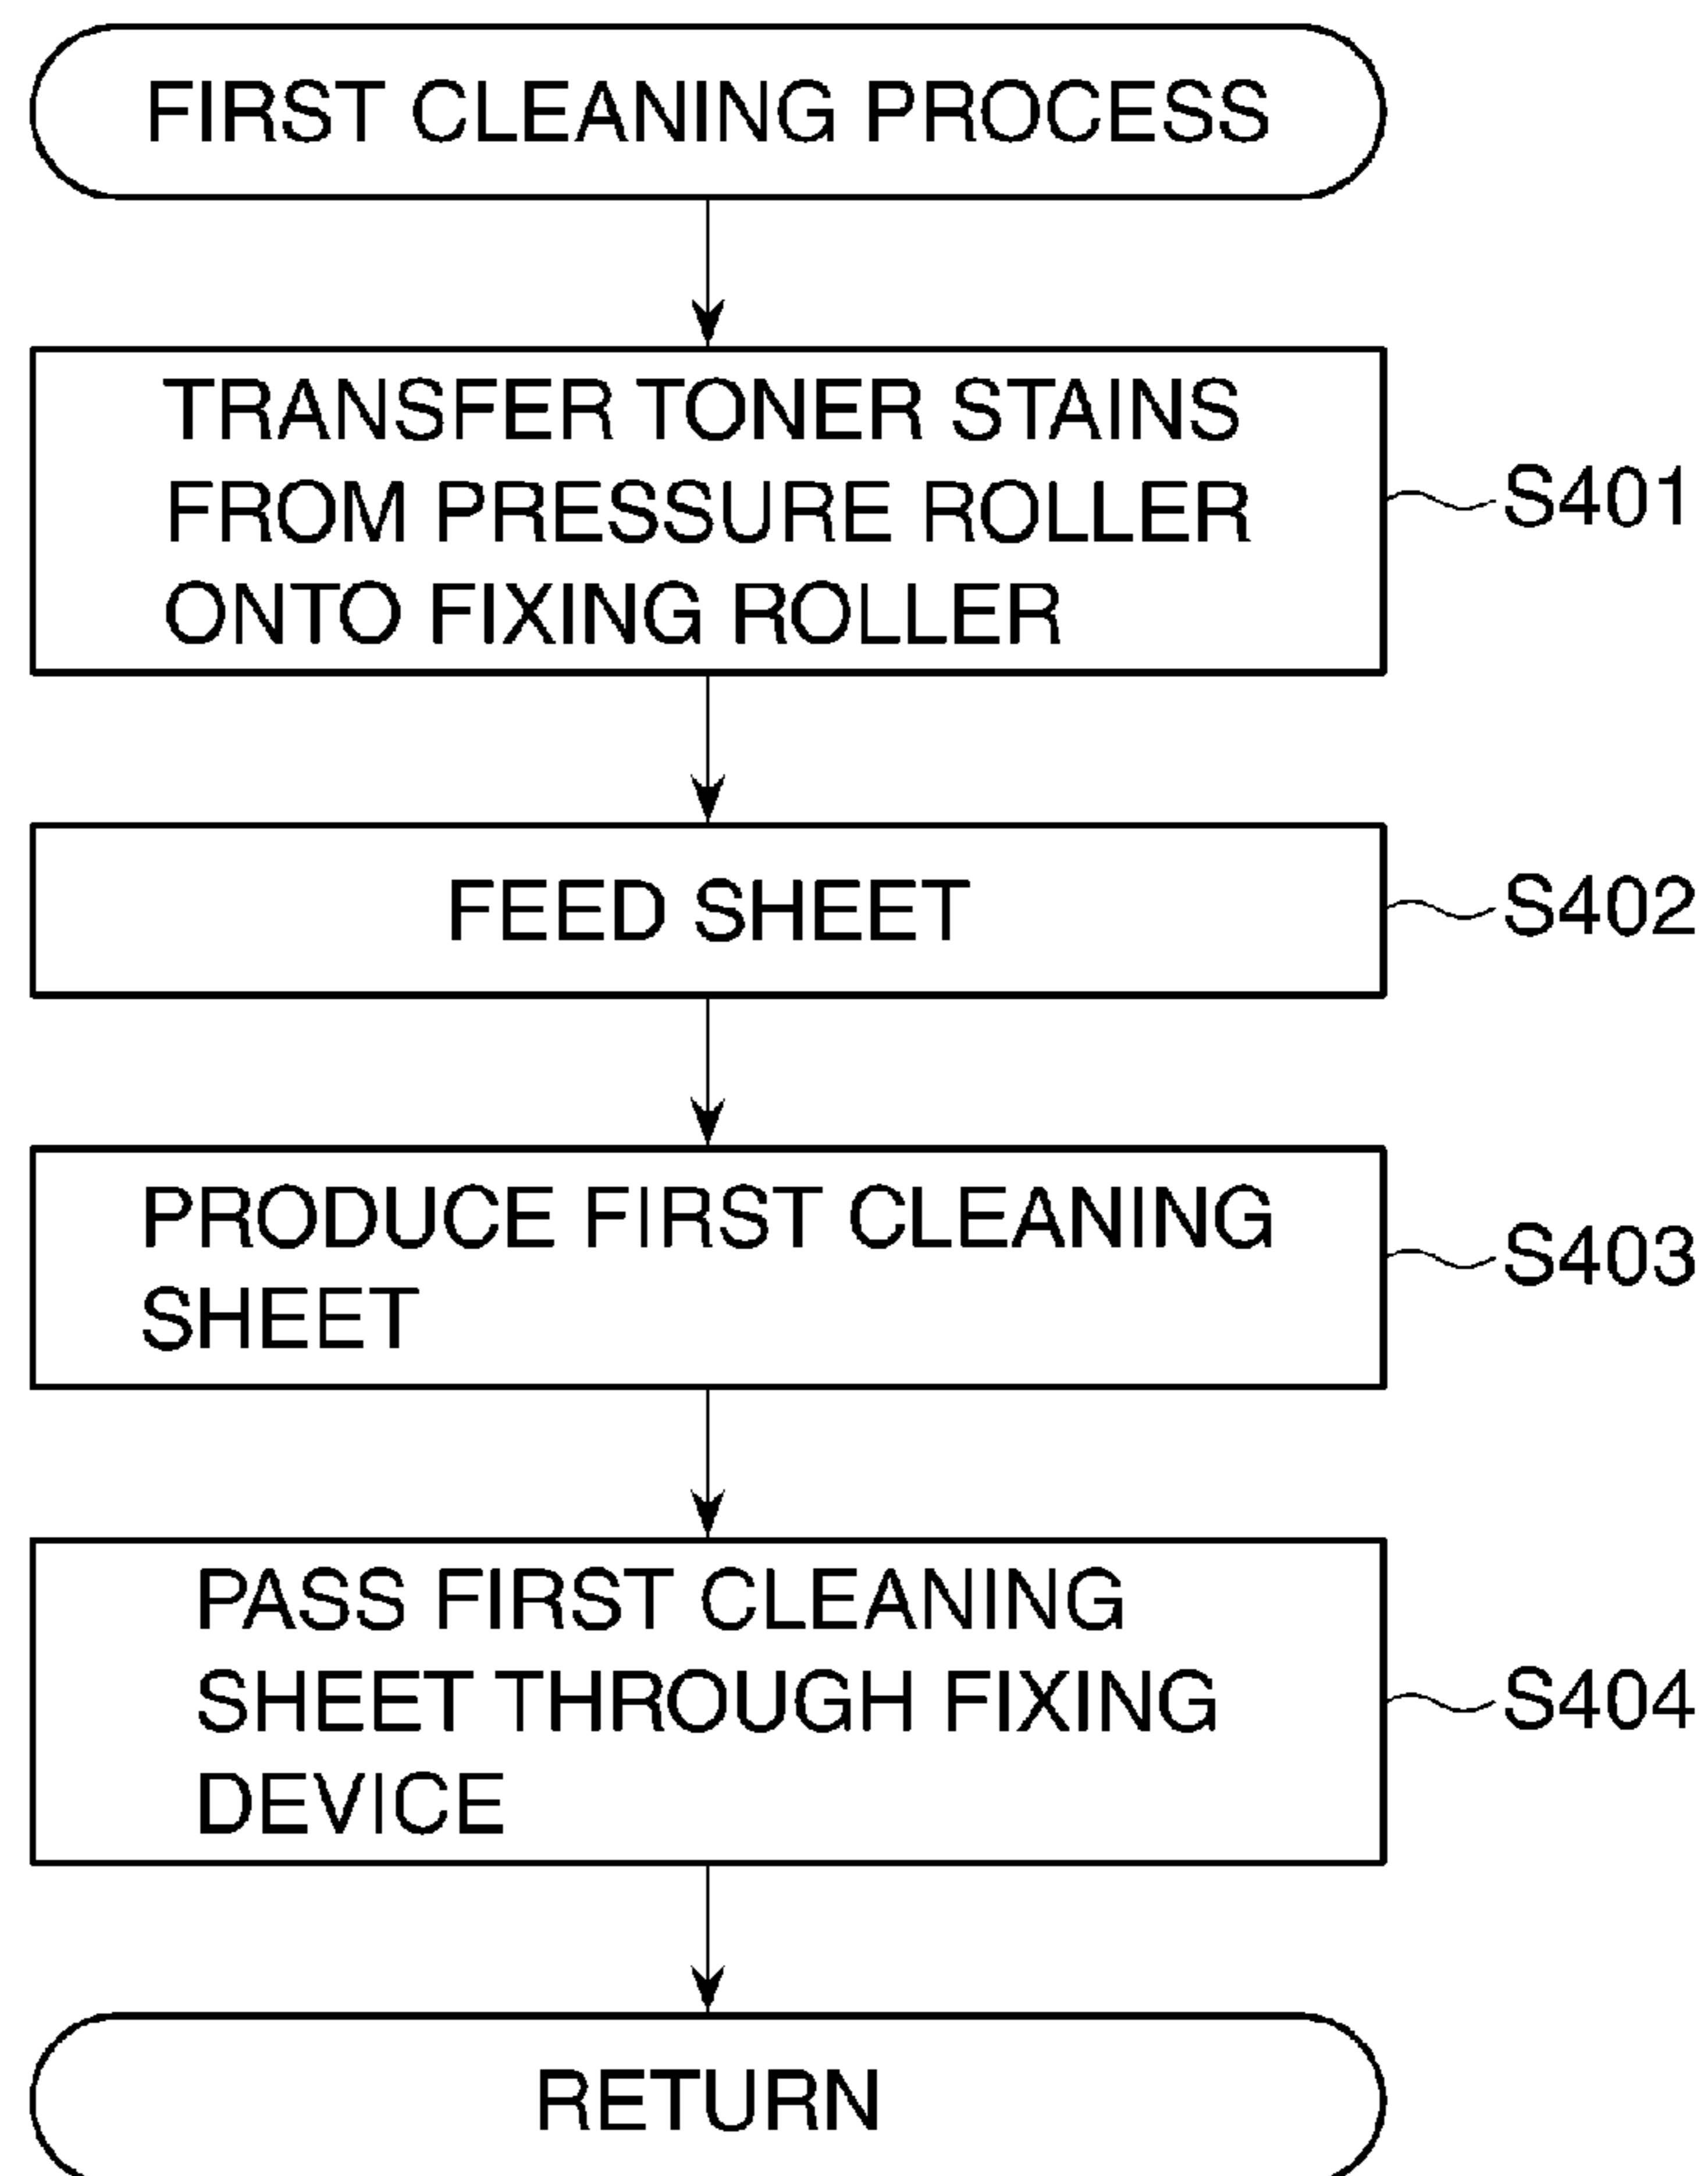 FIRST CLEANING PROCESS
TRANSFER TONER STAINS
FROM PRESSURE ROLLER
ONTO FIXING ROLLER
S401
FEED SHEET
S402
PRODUCE FIRST CLEANING
SHEET
S403
PASS FIRST CLEANING
SHEET THROUGH FIXING
DEVICE
S404
RETURN